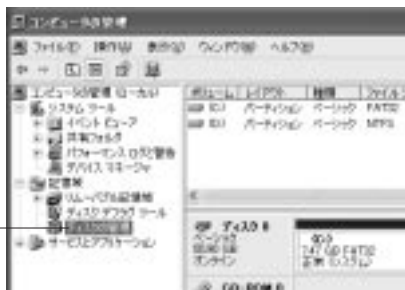 コンピュータの管理
ファイル(F) 操作(A) 表示(V) ウィンドウ(W) ヘルプ(H)
コンピュータの管理 (ローカル)
システム ツール
イベント ビューア
共有フォルダ
パフォーマンス ログと警告
デバイス マネージャ
記憶域
リムーバブル記憶域
ディスク デフラグ ツール
ディスクの管理
サービスとアプリケーション
ボリューム レイアウト 種類 ファイル
(C:) パーティション ベーシック FAT32
(D:) パーティション ベーシック NTFS
ディスク 0
ベーシック
オンライン
(C:)
FAT32
正常 (システム)
CD-ROM 0